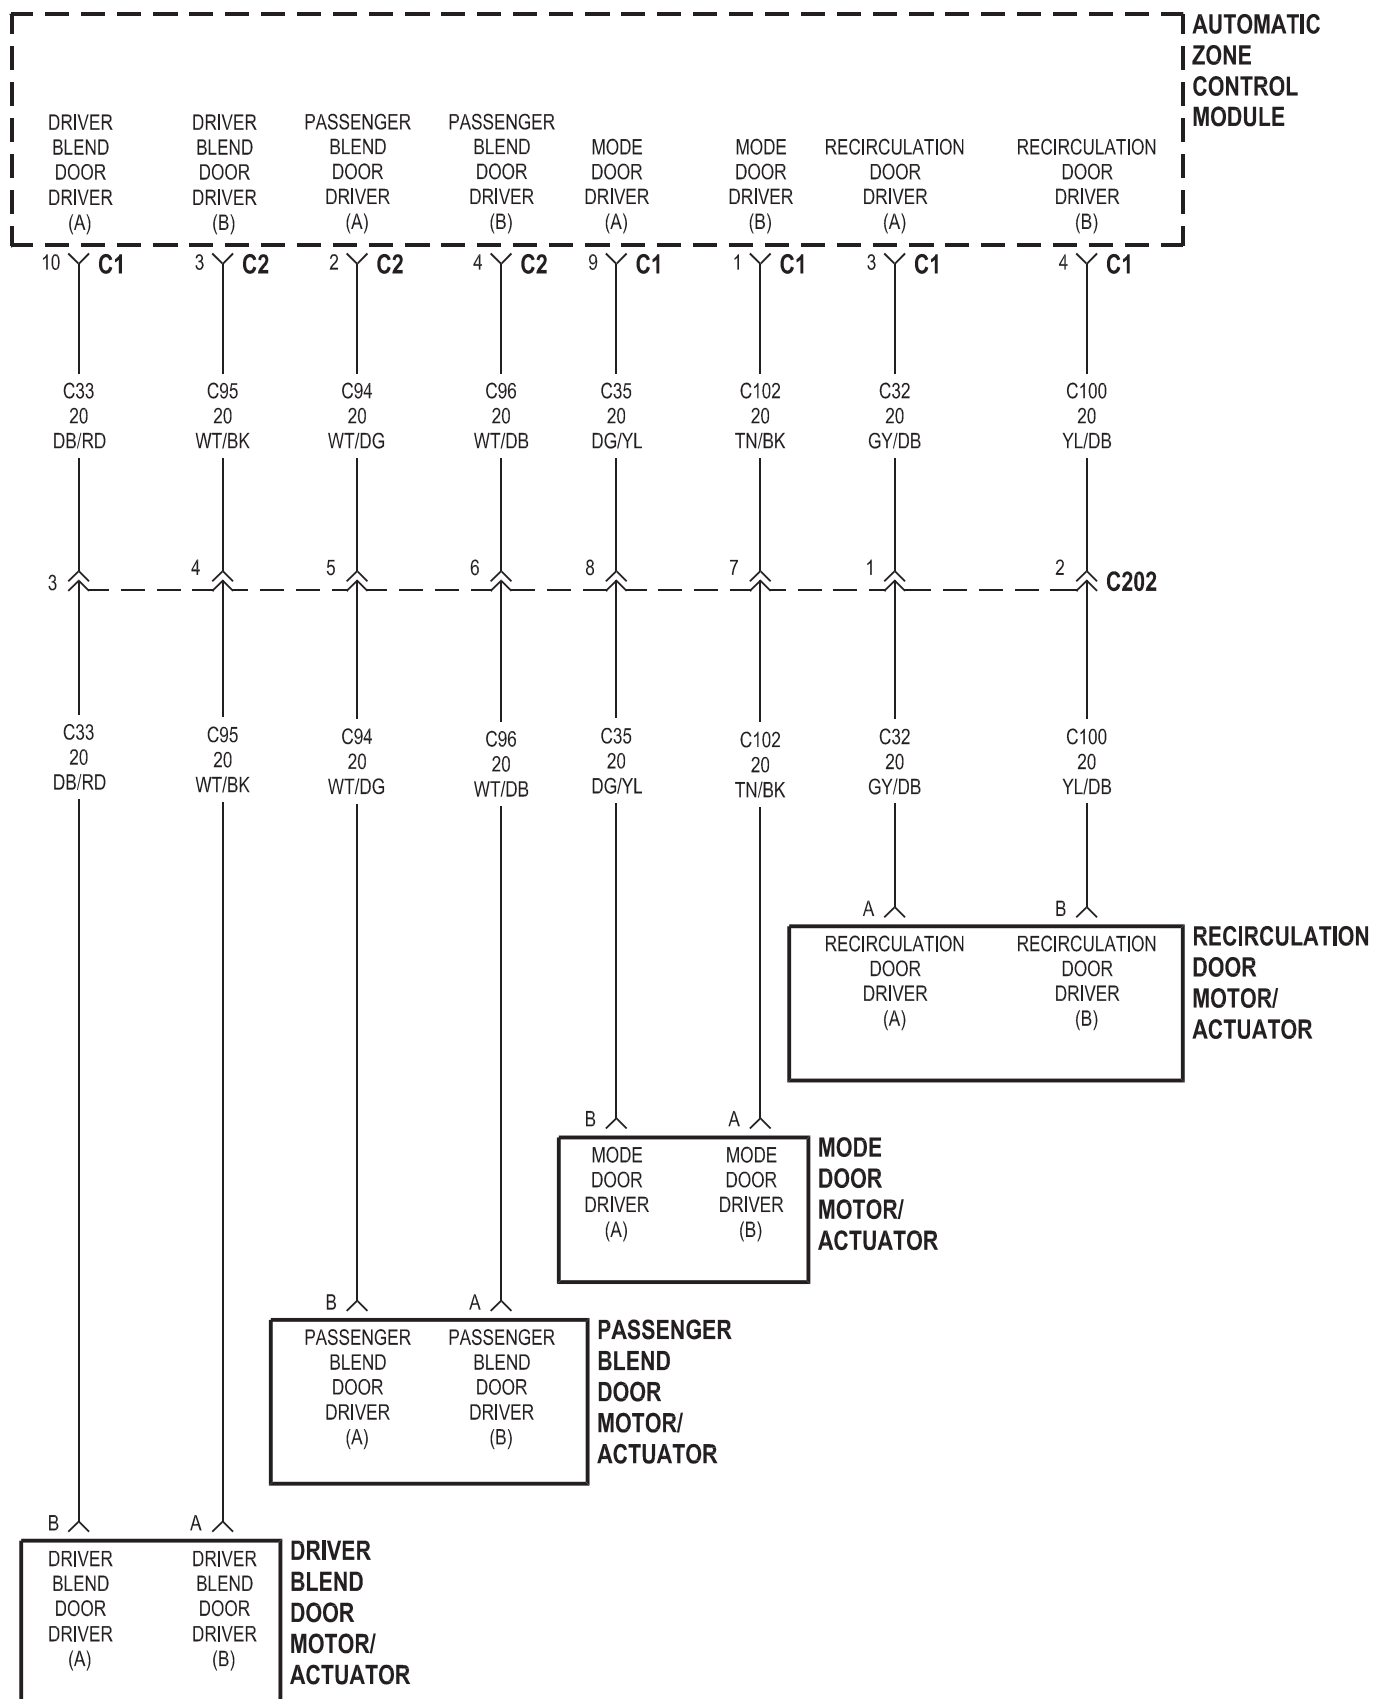 AUTOMATIC
ZONE
CONTROL
MODULE
DRIVER
BLEND
DOOR
DRIVER
(A)
DRIVER
BLEND
DOOR
DRIVER
(B)
PASSENGER
BLEND
DOOR
DRIVER
(A)
PASSENGER
BLEND
DOOR
DRIVER
(B)
MODE
DOOR
DRIVER
(A)
MODE
DOOR
DRIVER
(B)
RECIRCULATION
DOOR
DRIVER
(A)
RECIRCULATION
DOOR
DRIVER
(B)
10 C1
3 C2
2 C2
4 C2
9 C1
1 C1
3 C1
4 C1
C33
20
DB/RD
C95
20
WT/BK
C94
20
WT/DG
C96
20
WT/DB
C35
20
DG/YL
C102
20
TN/BK
C32
20
GY/DB
C100
20
YL/DB
3
4
5
6
8
7
1
2
C202
C33
20
DB/RD
C95
20
WT/BK
C94
20
WT/DG
C96
20
WT/DB
C35
20
DG/YL
C102
20
TN/BK
C32
20
GY/DB
C100
20
YL/DB
A
B
RECIRCULATION
DOOR
DRIVER
(A)
RECIRCULATION
DOOR
DRIVER
(B)
RECIRCULATION
DOOR
MOTOR/
ACTUATOR
B
A
MODE
DOOR
DRIVER
(A)
MODE
DOOR
DRIVER
(B)
MODE
DOOR
MOTOR/
ACTUATOR
B
A
PASSENGER
BLEND
DOOR
DRIVER
(A)
PASSENGER
BLEND
DOOR
DRIVER
(B)
PASSENGER
BLEND
DOOR
MOTOR/
ACTUATOR
B
A
DRIVER
BLEND
DOOR
DRIVER
(A)
DRIVER
BLEND
DOOR
DRIVER
(B)
DRIVER
BLEND
DOOR
MOTOR/
ACTUATOR